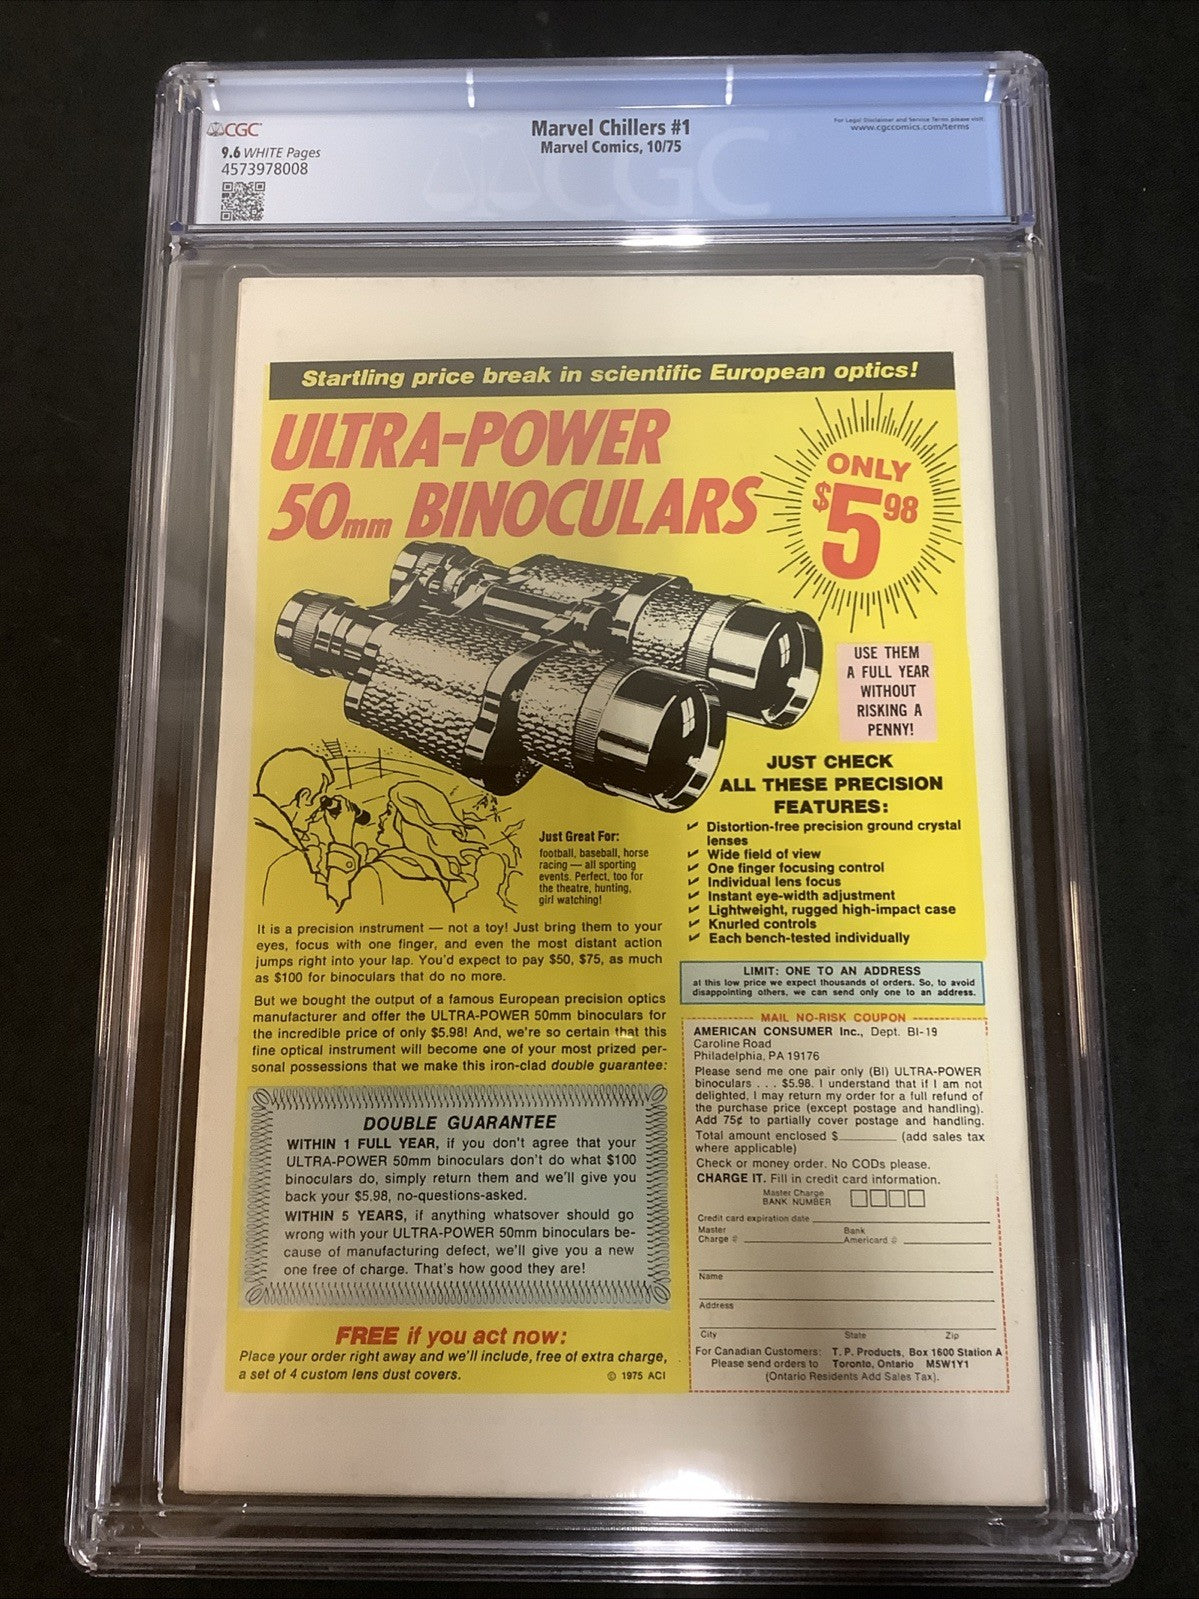 CGC
9.6 WHITE Pages
4573978008
Marvel Chillers #1
Marvel Comics, 10/75
For Legal Disclaimer and Service Terms please visit
www.cgccomics.com/terms
CGC
Startling price break in scientific European optics!
ULTRA-POWER
50mm BINOCULARS
ONLY
$5 98
USE THEM
A FULL YEAR
WITHOUT
RISKING A
PENNY!
JUST CHECK
ALL THESE PRECISION
FEATURES:
Distortion-free precision ground crystal
lenses
Wide field of view
One finger focusing control
Individual lens focus
Instant eye-width adjustment
Lightweight, rugged high-impact case
Knurled controls
Each bench-tested individually
Just Great For:
football, baseball, horse
racing — all sporting
events. Perfect, too for
the theatre, hunting,
girl watching!
It is a precision instrument — not a toy! Just bring them to your
eyes, focus with one finger, and even the most distant action
jumps right into your lap. You'd expect to pay $50, $75, as much
as $100 for binoculars that do no more.
But we bought the output of a famous European precision optics
manufacturer and offer the ULTRA-POWER 50mm binoculars for
the incredible price of only $5.98! And, we're so certain that this
fine optical instrument will become one of your most prized per-
sonal possessions that we make this iron-clad double guarantee:
DOUBLE GUARANTEE
WITHIN 1 FULL YEAR, if you don't agree that your
ULTRA-POWER 50mm binoculars don't do what $100
binoculars do, simply return them and we'll give you
back your $5.98, no-questions-asked.
WITHIN 5 YEARS, if anything whatsover should go
wrong with your ULTRA-POWER 50mm binoculars be-
cause of manufacturing defect, we'll give you a new
one free of charge. That's how good they are!
FREE if you act now:
Place your order right away and we'll include, free of extra charge,
a set of 4 custom lens dust covers.
© 1975 ACI
LIMIT: ONE TO AN ADDRESS
at this low price we expect thousands of orders. So, to avoid
disappointing others, we can send only one to an address.
MAIL NO-RISK COUPON
AMERICAN CONSUMER Inc., Dept. BI-19
Caroline Road
Philadelphia, PA 19176
Please send me one pair only (BI) ULTRA-POWER
binoculars . . . $5.98. I understand that if I am not
delighted, I may return my order for a full refund of
the purchase price (except postage and handling).
Add 75¢ to partially cover postage and handling.
Total amount enclosed $________ (add sales tax
where applicable)
Check or money order. No CODs please.
CHARGE IT. Fill in credit card information.
Master Charge
BANK NUMBER
Credit card expiration date
Master Bank
Charge # Americard #
Name
Address
City State Zip
For Canadian Customers: T. P. Products, Box 1600 Station A
Please send orders to Toronto, Ontario M5W1Y1
(Ontario Residents Add Sales Tax).